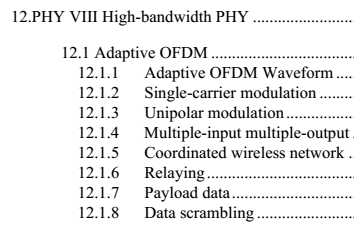 12.PHY VIII High-bandwidth PHY ....................
12.1 Adaptive OFDM ............................
12.1.1 Adaptive OFDM Waveform ....
12.1.2 Single-carrier modulation ........
12.1.3 Unipolar modulation ................
12.1.4 Multiple-input multiple-output .
12.1.5 Coordinated wireless network ..
12.1.6 Relaying ..................................
12.1.7 Payload data ............................
12.1.8 Data scrambling ......................